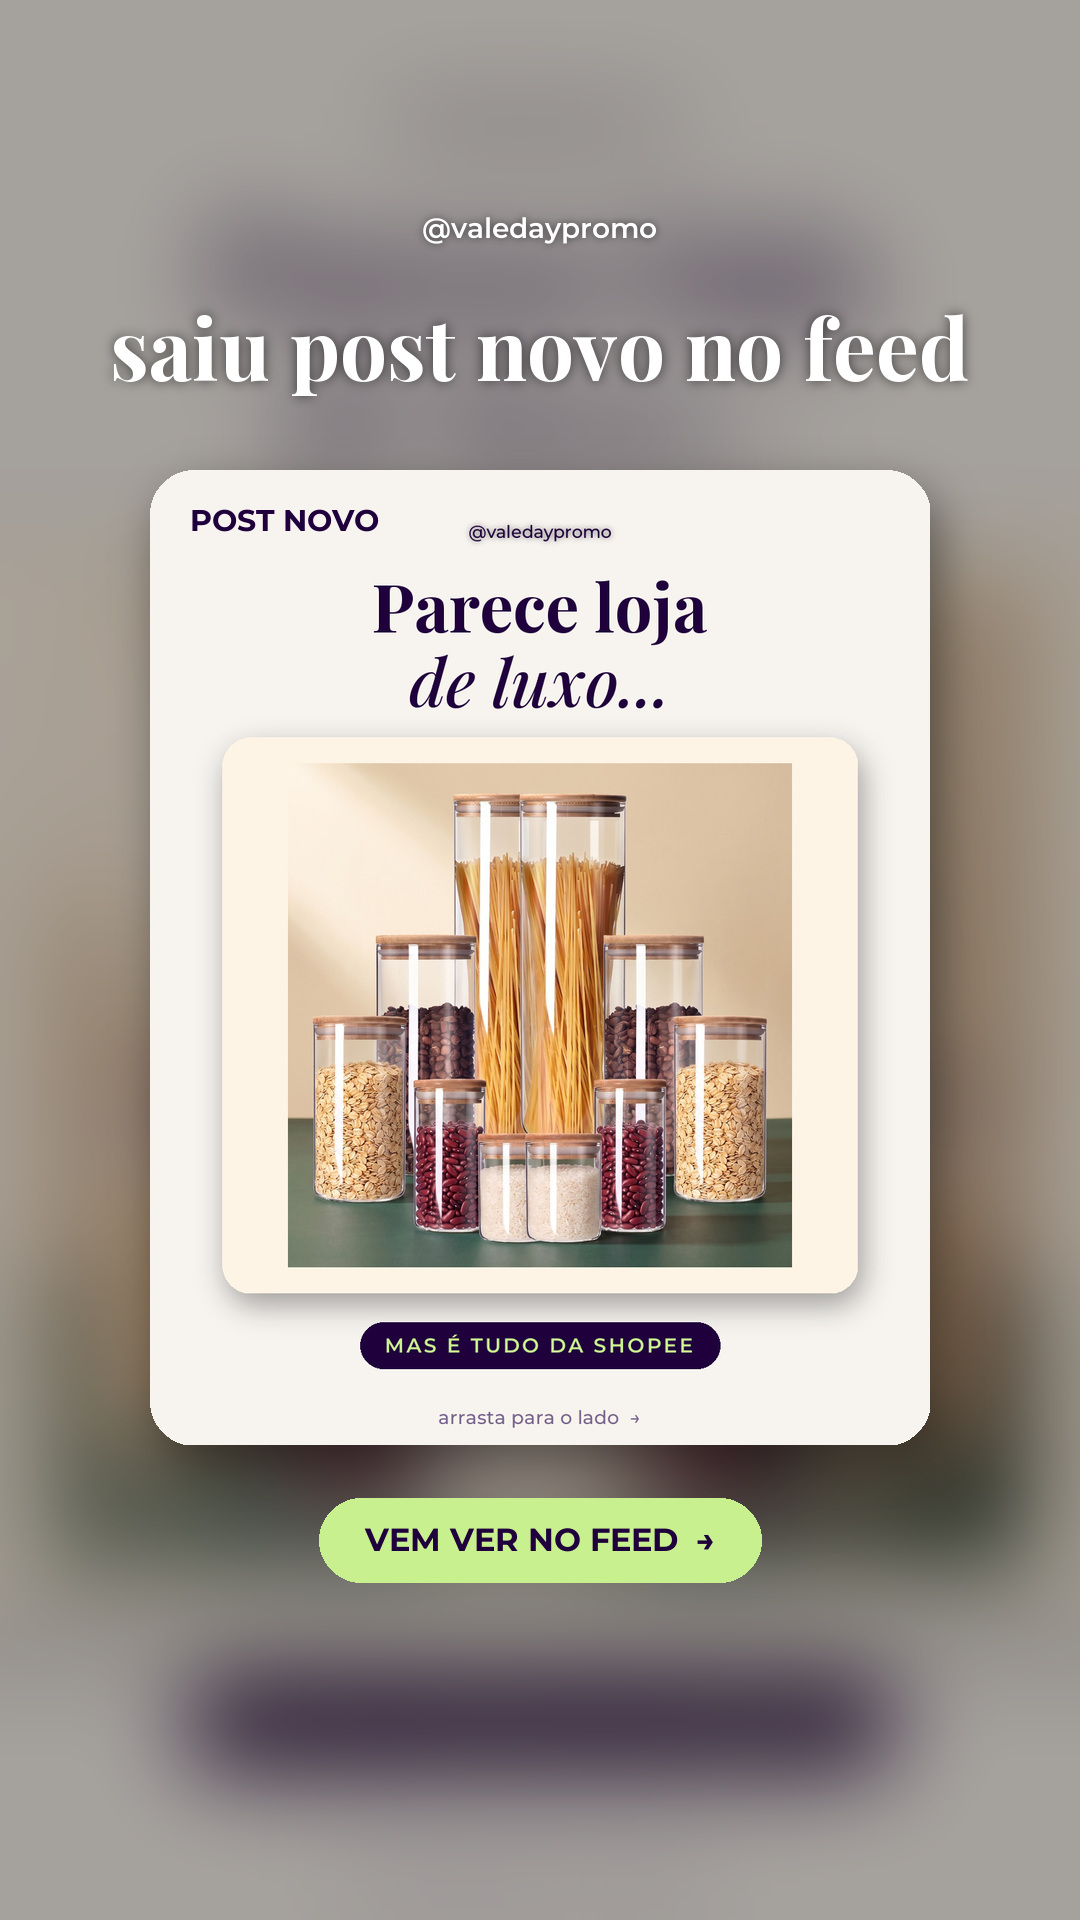 @valedaypromo
saiu post novo no feed
POST NOVO
@valedaypromo
Parece loja
de luxo...
MAS É TUDO DA SHOPEE
arrasta para o lado →
VEM VER NO FEED →